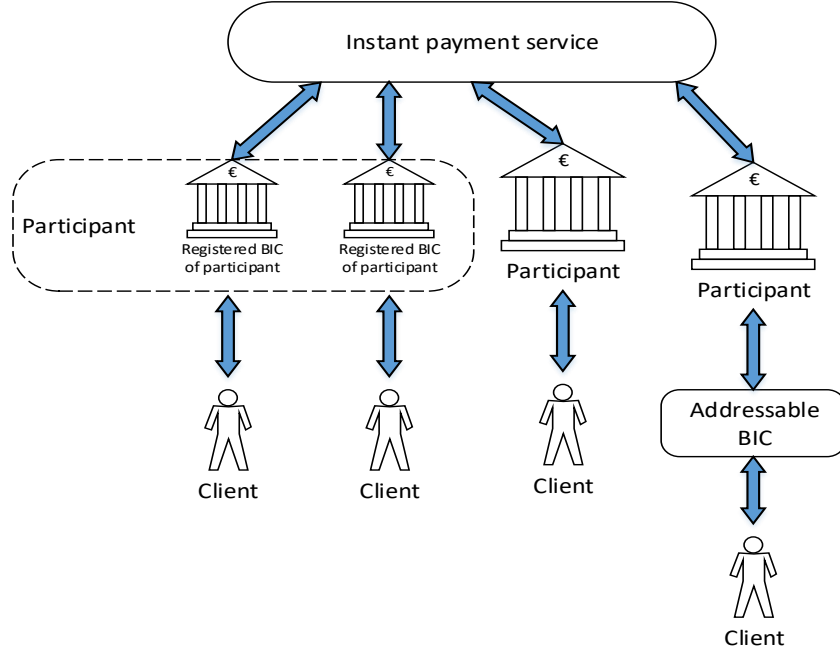 Instant payment service
€
€
€
€
Participant
Registered BIC
of participant
Registered BIC
of participant
Participant
Participant
Addressable
BIC
Client
Client
Client
Client